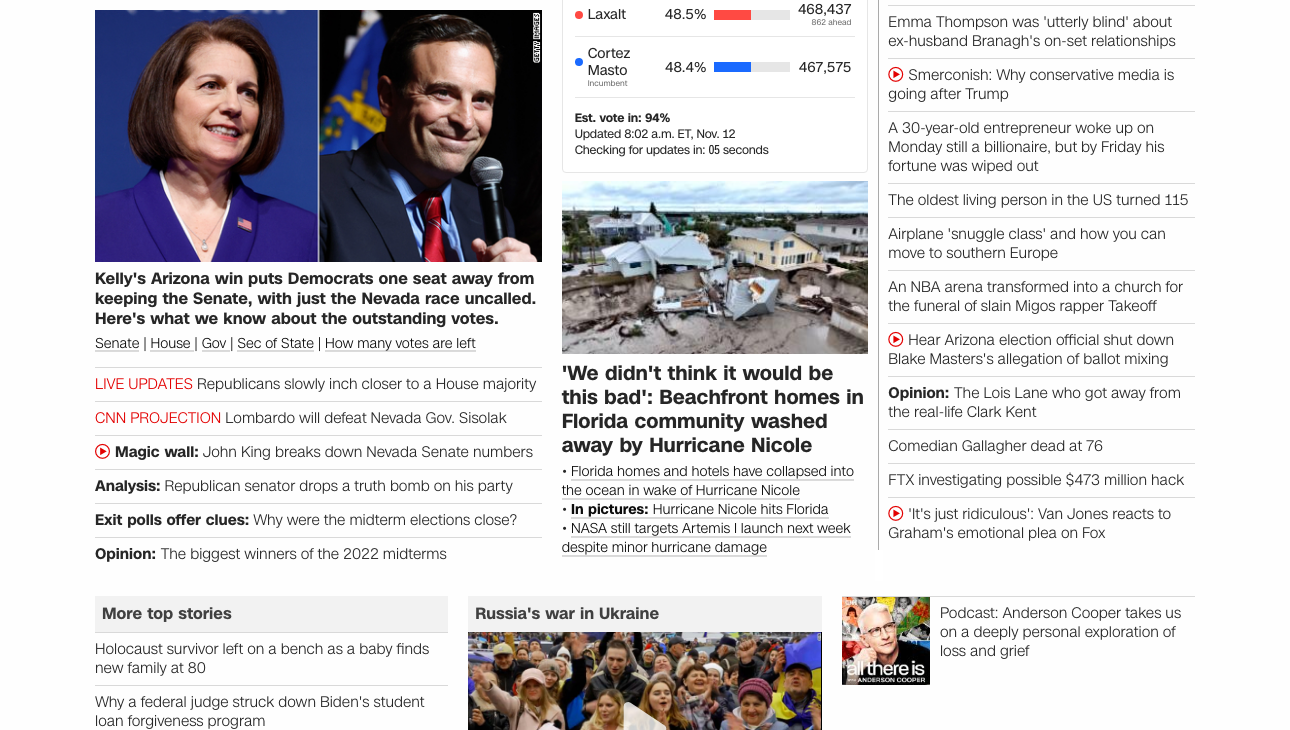 GETTY IMAGES
Kelly's Arizona win puts Democrats one seat away from
keeping the Senate, with just the Nevada race uncalled.
Here's what we know about the outstanding votes.
Senate | House | Gov | Sec of State | How many votes are left
LIVE UPDATES Republicans slowly inch closer to a House majority
CNN PROJECTION Lombardo will defeat Nevada Gov. Sisolak
Magic wall: John King breaks down Nevada Senate numbers
Analysis: Republican senator drops a truth bomb on his party
Exit polls offer clues: Why were the midterm elections close?
Opinion: The biggest winners of the 2022 midterms
Laxalt 48.5% 468,437
862 ahead
Cortez
Masto 48.4% 467,575
Incumbent
Est. vote in: 94%
Updated 8:02 a.m. ET, Nov. 12
Checking for updates in: 05 seconds
'We didn't think it would be
this bad': Beachfront homes in
Florida community washed
away by Hurricane Nicole
• Florida homes and hotels have collapsed into
the ocean in wake of Hurricane Nicole
• In pictures: Hurricane Nicole hits Florida
• NASA still targets Artemis I launch next week
despite minor hurricane damage
Emma Thompson was 'utterly blind' about
ex-husband Branagh's on-set relationships
Smerconish: Why conservative media is
going after Trump
A 30-year-old entrepreneur woke up on
Monday still a billionaire, but by Friday his
fortune was wiped out
The oldest living person in the US turned 115
Airplane 'snuggle class' and how you can
move to southern Europe
An NBA arena transformed into a church for
the funeral of slain Migos rapper Takeoff
Hear Arizona election official shut down
Blake Masters's allegation of ballot mixing
Opinion: The Lois Lane who got away from
the real-life Clark Kent
Comedian Gallagher dead at 76
FTX investigating possible $473 million hack
'It's just ridiculous': Van Jones reacts to
Graham's emotional plea on Fox
More top stories
Holocaust survivor left on a bench as a baby finds
new family at 80
Why a federal judge struck down Biden's student
loan forgiveness program
Russia's war in Ukraine
all there is
ANDERSON COOPER
Podcast: Anderson Cooper takes us
on a deeply personal exploration of
loss and grief